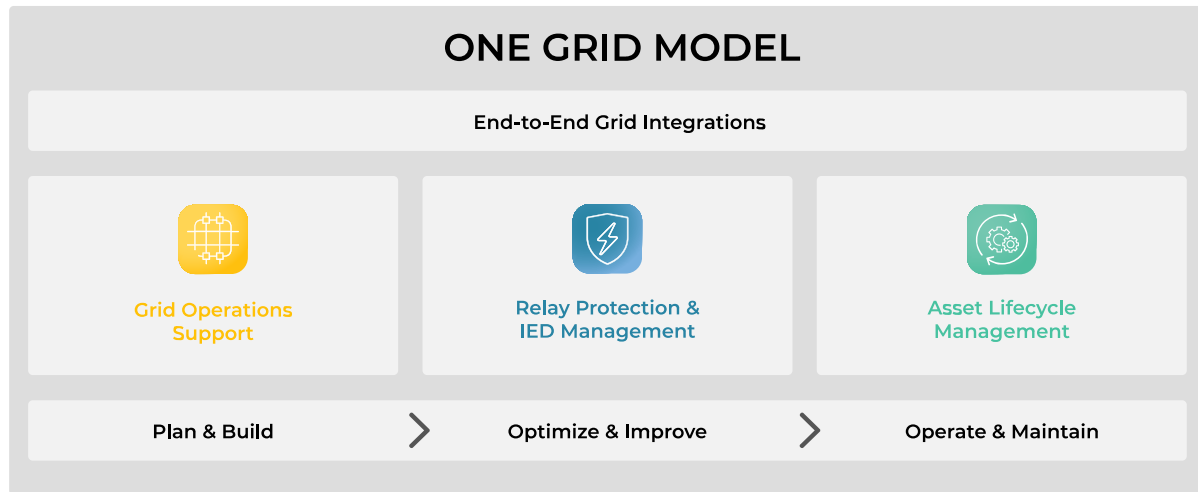 ONE GRID MODEL
End-to-End Grid Integrations
Grid Operations
Support
Relay Protection &
IED Management
Asset Lifecycle
Management
Plan & Build
Optimize & Improve
Operate & Maintain